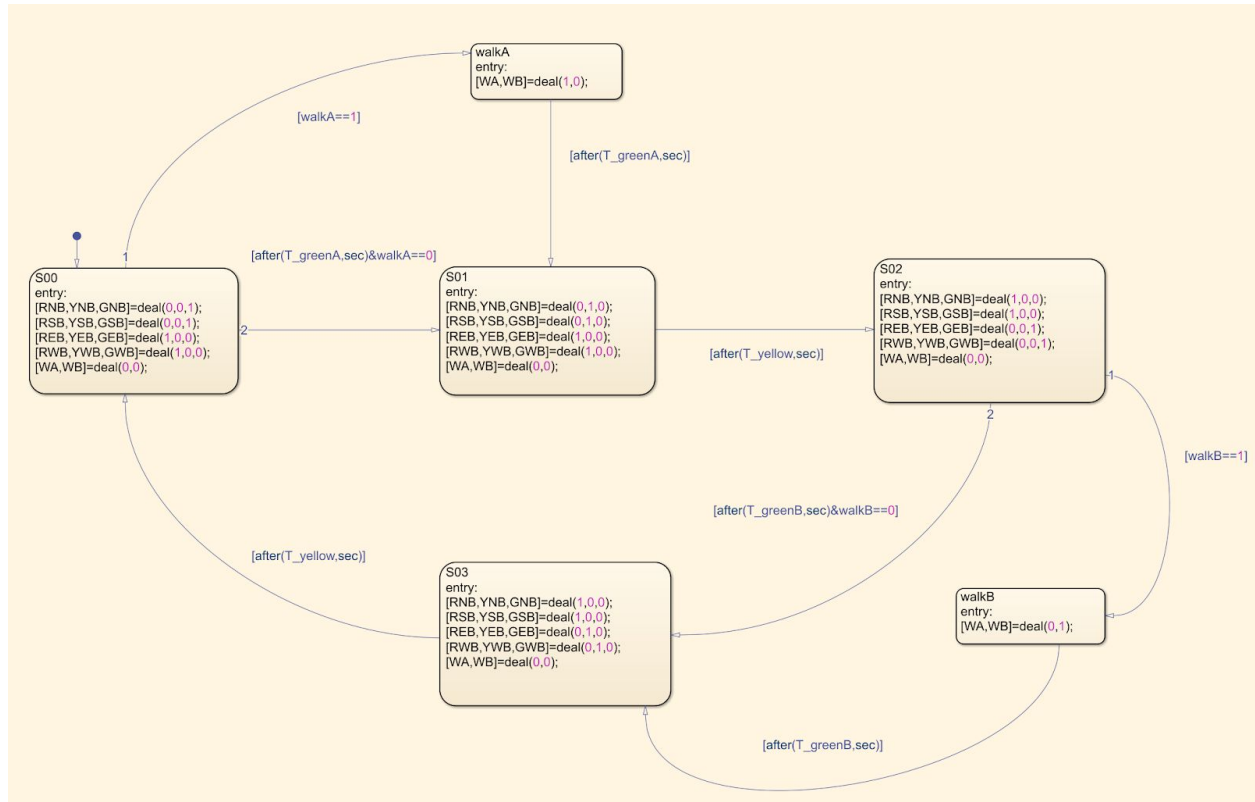 walkA
entry:
[WA,WB]=deal(1,0);
[walkA==1]
[after(T_greenA,sec)]
1
[after(T_greenA,sec)&walkA==0]
S00
entry:
[RNB,YNB,GNB]=deal(0,0,1);
[RSB,YSB,GSB]=deal(0,0,1);
[REB,YEB,GEB]=deal(1,0,0);
[RWB,YWB,GWB]=deal(1,0,0);
[WA,WB]=deal(0,0);
2
S01
entry:
[RNB,YNB,GNB]=deal(0,1,0);
[RSB,YSB,GSB]=deal(0,1,0);
[REB,YEB,GEB]=deal(1,0,0);
[RWB,YWB,GWB]=deal(1,0,0);
[WA,WB]=deal(0,0);
[after(T_yellow,sec)]
S02
entry:
[RNB,YNB,GNB]=deal(1,0,0);
[RSB,YSB,GSB]=deal(1,0,0);
[REB,YEB,GEB]=deal(0,0,1);
[RWB,YWB,GWB]=deal(0,0,1);
[WA,WB]=deal(0,0);
1
2
[walkB==1]
[after(T_greenB,sec)&walkB==0]
[after(T_yellow,sec)]
S03
entry:
[RNB,YNB,GNB]=deal(1,0,0);
[RSB,YSB,GSB]=deal(1,0,0);
[REB,YEB,GEB]=deal(0,1,0);
[RWB,YWB,GWB]=deal(0,1,0);
[WA,WB]=deal(0,0);
walkB
entry:
[WA,WB]=deal(0,1);
[after(T_greenB,sec)]